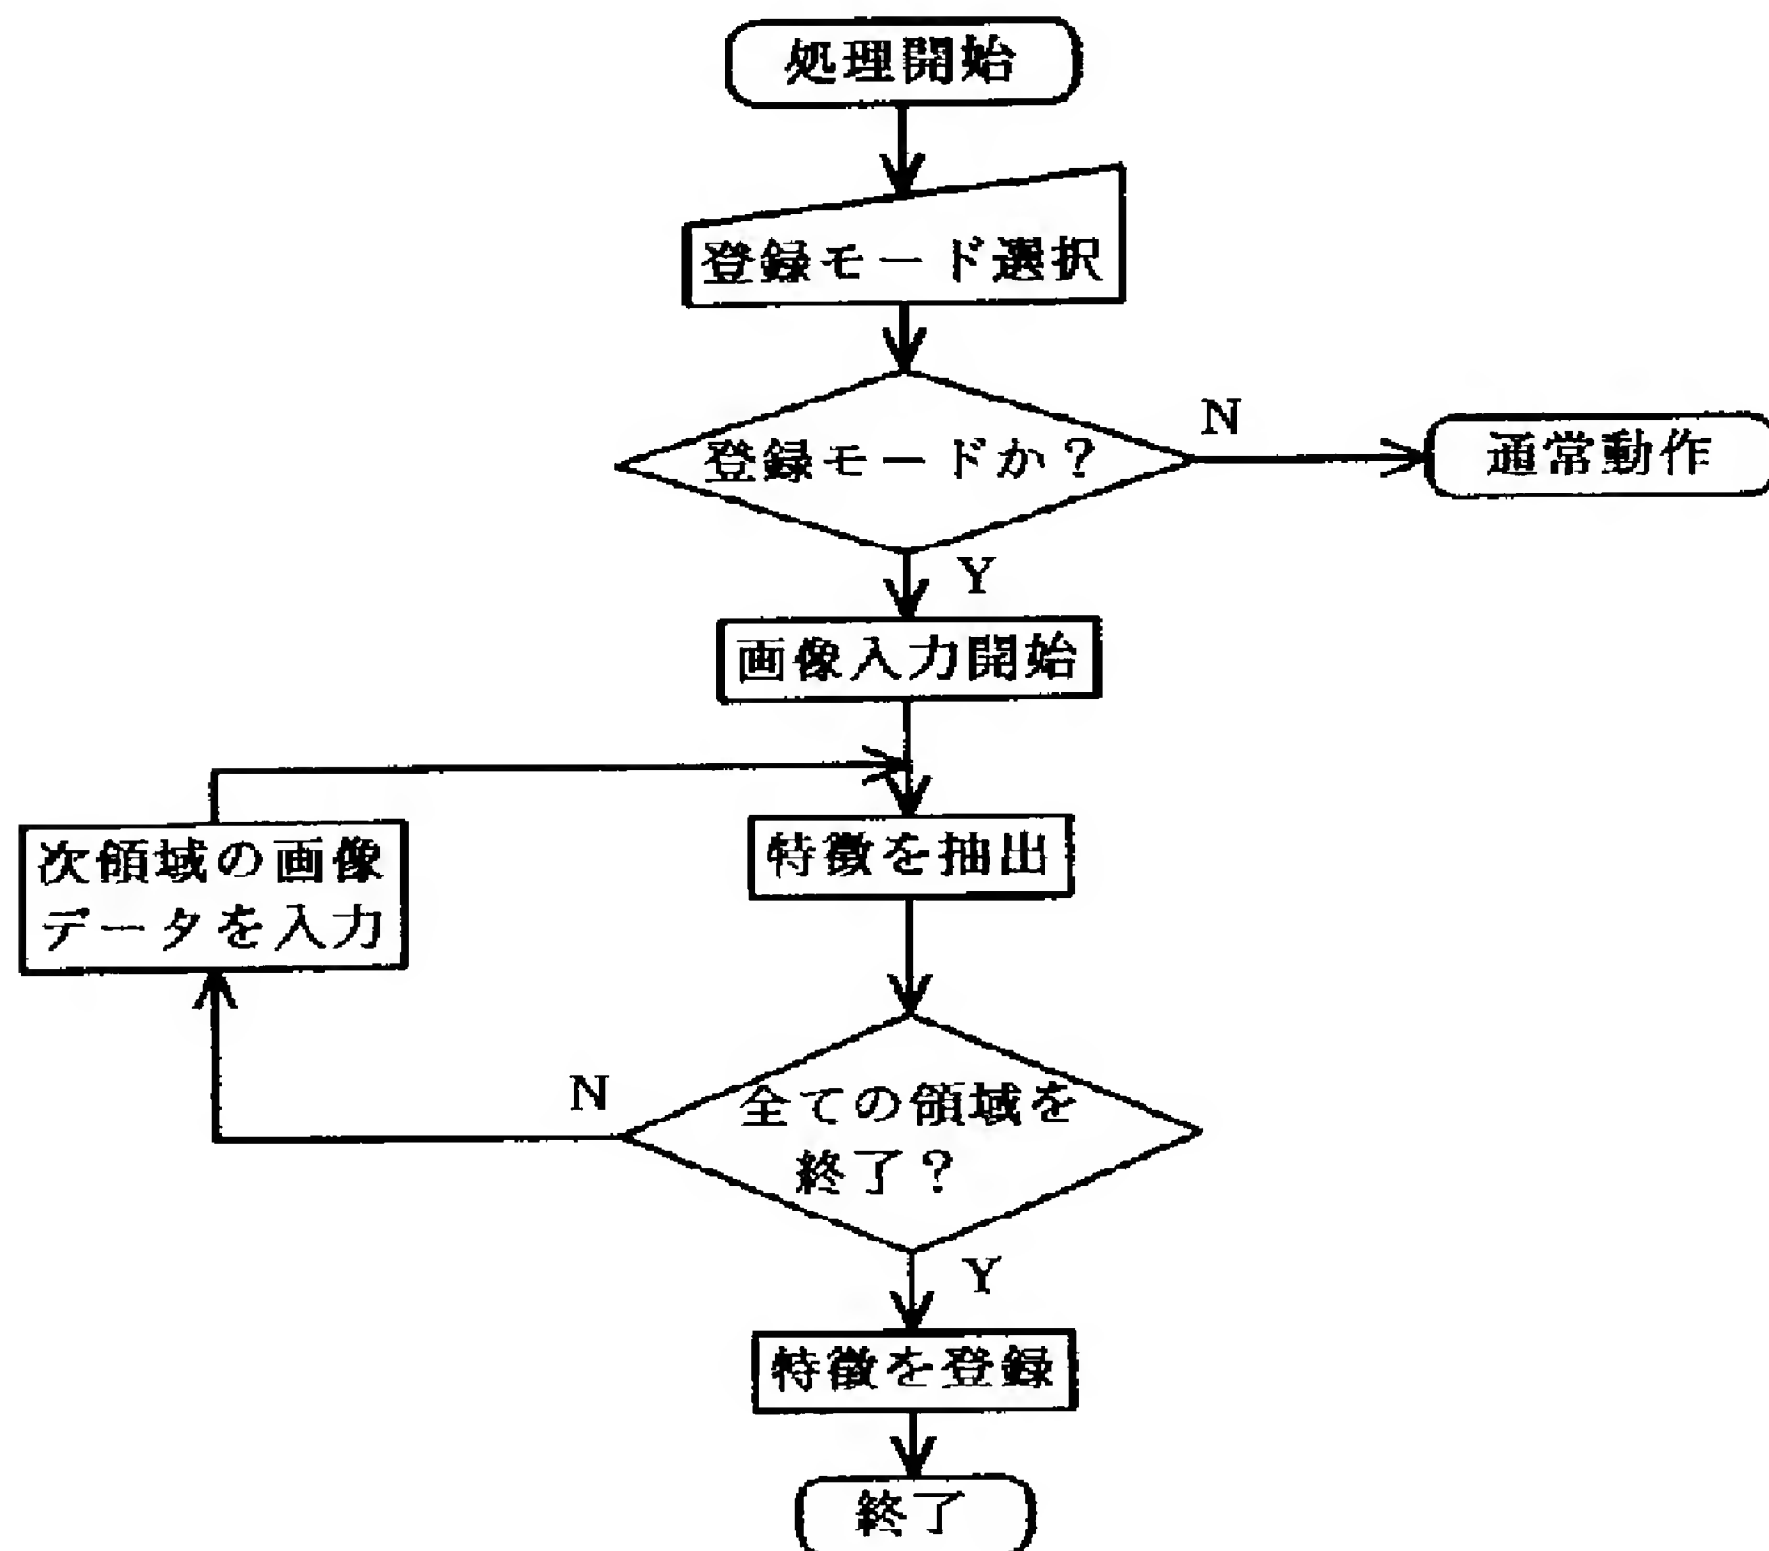 処理開始
登録モード選択
登録モードか？
N
通常動作
Y
画像入力開始
次領域の画像
データを入力
特徴を抽出
N
全ての領域を
終了？
Y
特徴を登録
終了